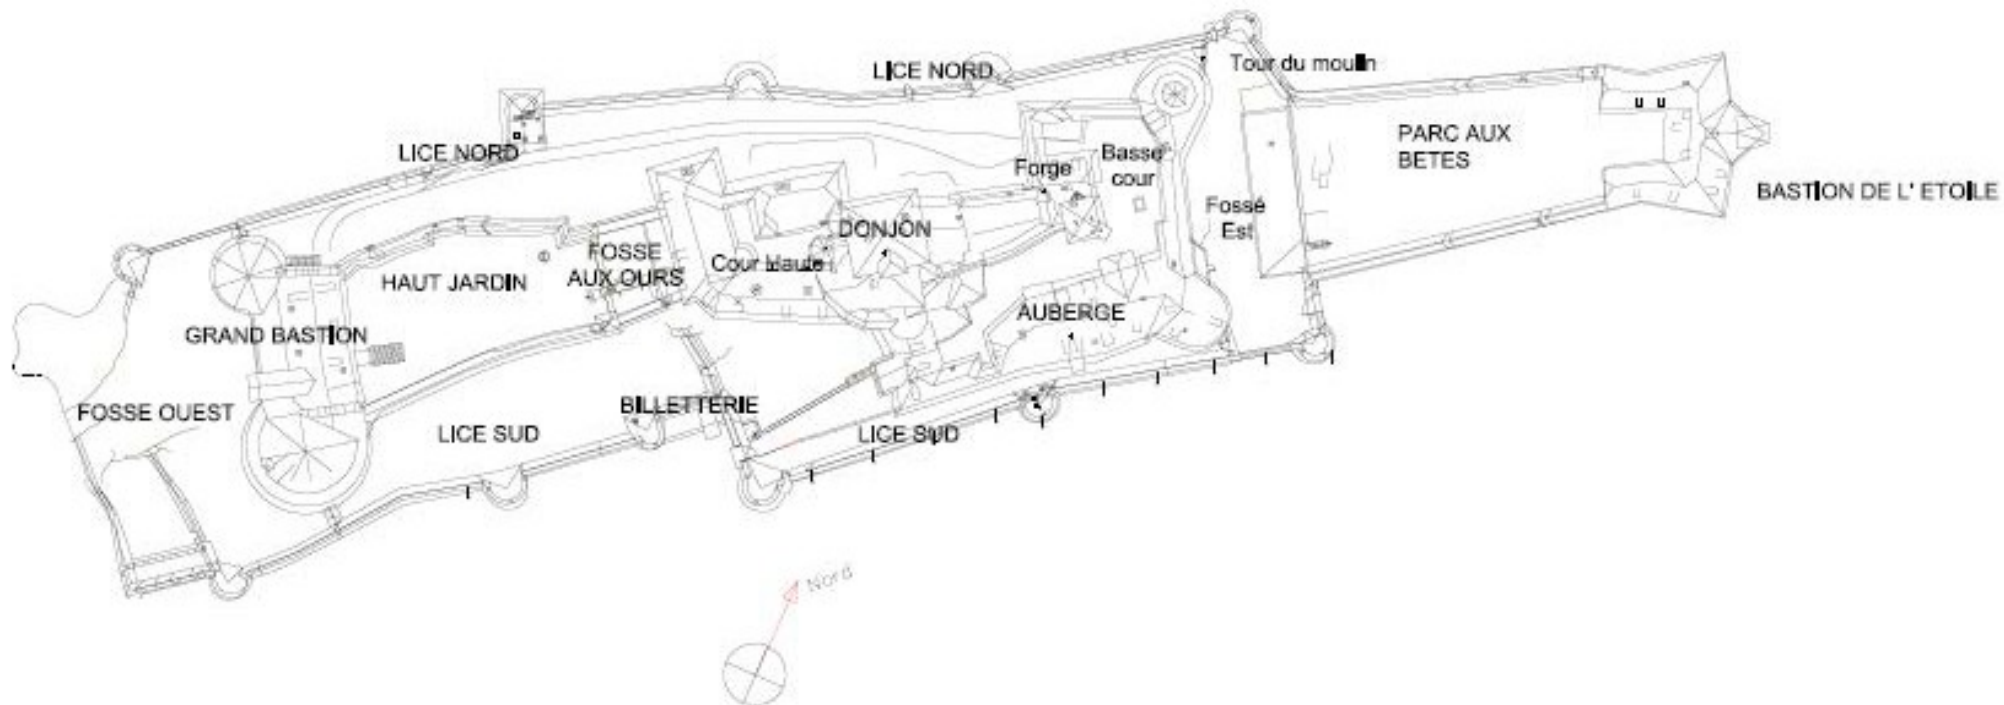 LICE NORD
Tour du moulin
LICE NORD
PARC AUX
BETES
Basse
cour
Forge
BASTION DE L' ETOILE
Fossé
Est
DONJON
FOSSE
AUX OURS
Cour Haute
HAUT JARDIN
AUBERGE
GRAND BASTION
FOSSE OUEST
BILLETTERIE
LICE SUD
LICE SUD
Nord